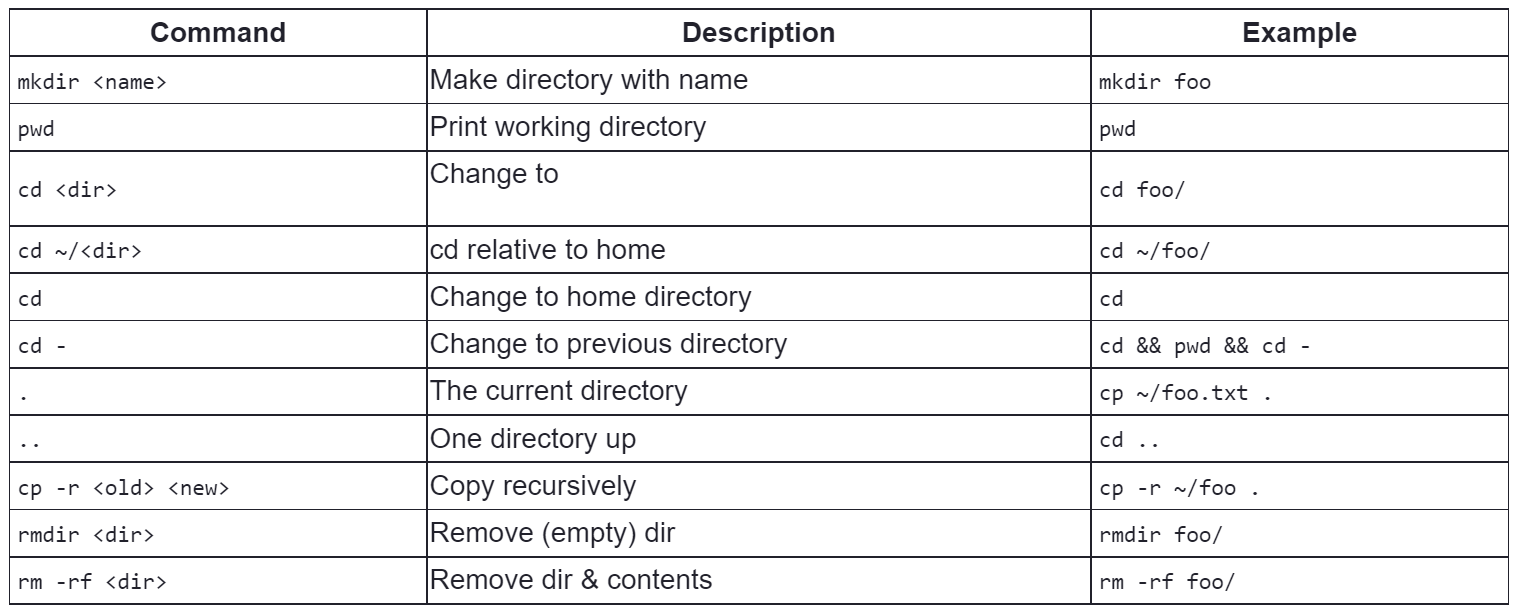 Command Description Example
mkdir <name> Make directory with name mkdir foo
pwd Print working directory pwd
cd <dir> Change to cd foo/
cd ~/<dir> cd relative to home cd ~/foo/
cd Change to home directory cd
cd - Change to previous directory cd && pwd && cd -
. The current directory cp ~/foo.txt .
.. One directory up cd ..
cp -r <old> <new> Copy recursively cp -r ~/foo .
rmdir <dir> Remove (empty) dir rmdir foo/
rm -rf <dir> Remove dir & contents rm -rf foo/